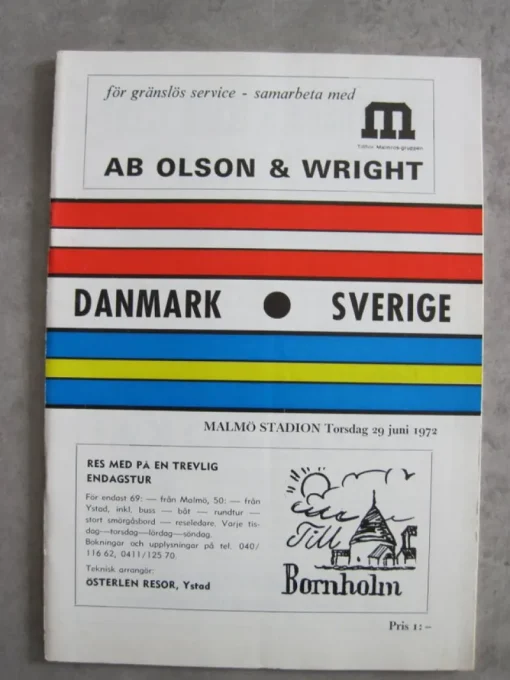 för gränslös service - samarbeta med
m
Tillhör Malmros-gruppen
AB OLSON & WRIGHT
DANMARK ● SVERIGE
MALMÖ STADION Torsdag 29 juni 1972
RES MED PÅ EN TREVLIG
ENDAGSTUR
För endast 69: — från Malmö, 50: — från
Ystad, inkl. buss — båt — rundtur —
stort smörgåsbord — reseledare. Varje tis-
dag—torsdag—lördag—söndag.
Bokningar och upplysningar på tel. 040/
116 62, 0411/125 70.
Teknisk arrangör:
ÖSTERLEN RESOR, Ystad
Till
Bornholm
Pris 1:-